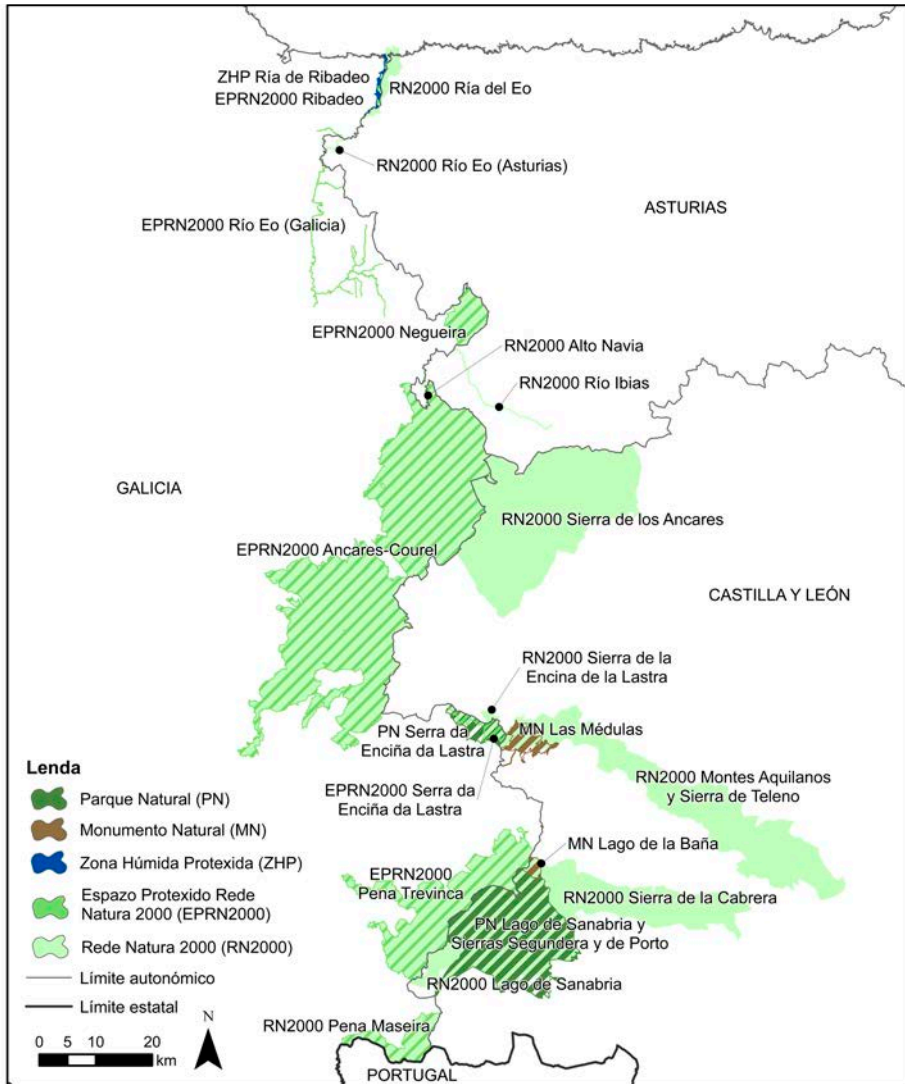 ZHP Ría de Ribadeo
EPRN2000 Ribadeo
RN2000 Ría del Eo
RN2000 Río Eo (Asturias)
ASTURIAS
EPRN2000 Río Eo (Galicia)
EPRN2000 Negueira
RN2000 Alto Navia
RN2000 Río Ibias
GALICIA
RN2000 Sierra de los Ancares
EPRN2000 Ancares-Courel
CASTILLA Y LEÓN
RN2000 Sierra de la
Encina de la Lastra
PN Serra da
Enciña da Lastra
MN Las Médulas
EPRN2000 Serra da
Enciña da Lastra
RN2000 Montes Aquilanos
y Sierra de Teleno
MN Lago de la Baña
EPRN2000
Pena Trevinca
RN2000 Sierra de la Cabrera
PN Lago de Sanabria y
Sierras Segundera y de Porto
RN2000 Lago de Sanabria
RN2000 Pena Maseira
PORTUGAL
Lenda
Parque Natural (PN)
Monumento Natural (MN)
Zona Húmida Protexida (ZHP)
Espazo Protexido Rede
Natura 2000 (EPRN2000)
Rede Natura 2000 (RN2000)
Límite autonómico
Límite estatal
0 5 10 20
km
N